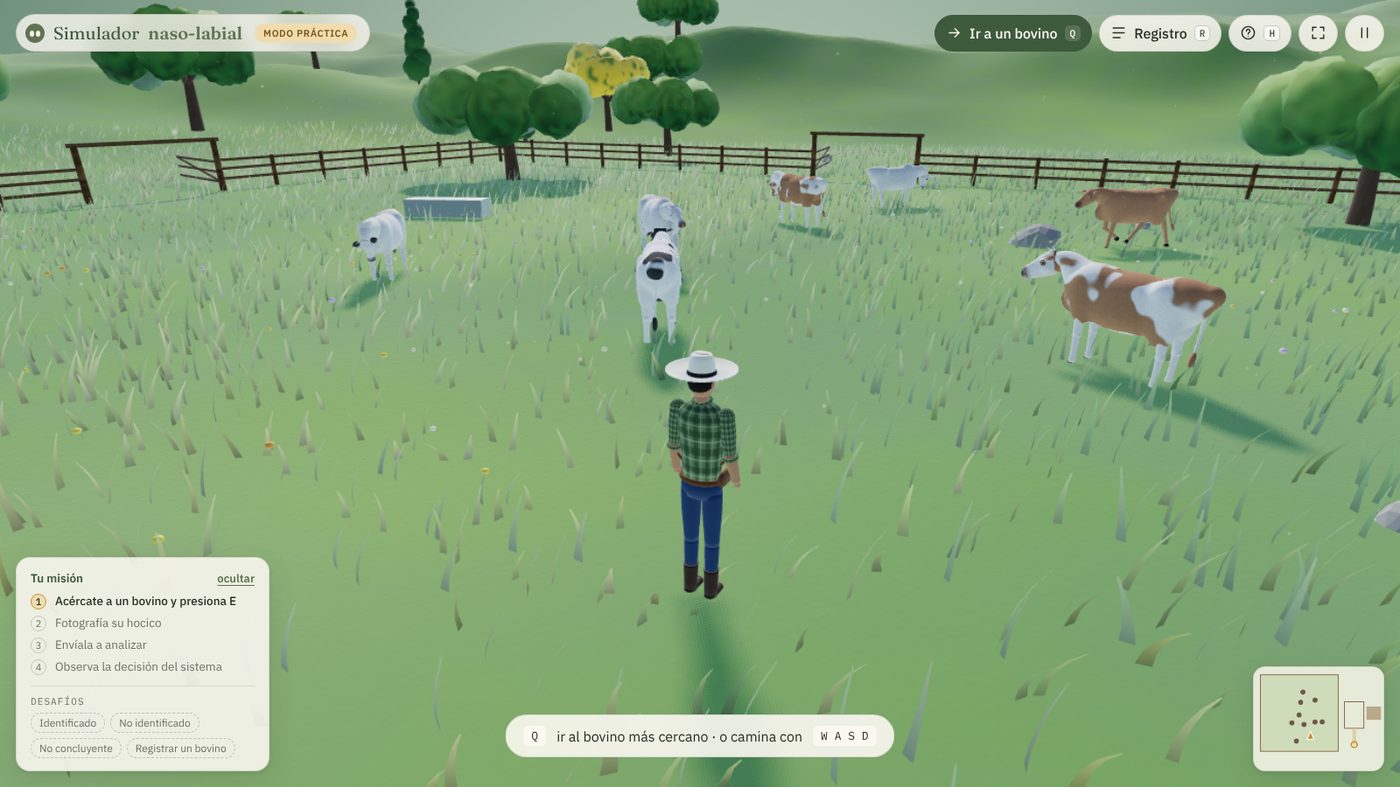 Simulador naso-labial MODO PRÁCTICA
Ir a un bovino Q
Registro R
H
Tu misión ocultar
1 Acércate a un bovino y presiona E
2 Fotografía su hocico
3 Envíala a analizar
4 Observa la decisión del sistema
DESAFÍOS
Identificado No identificado
No concluyente Registrar un bovino
Q ir al bovino más cercano · o camina con W A S D